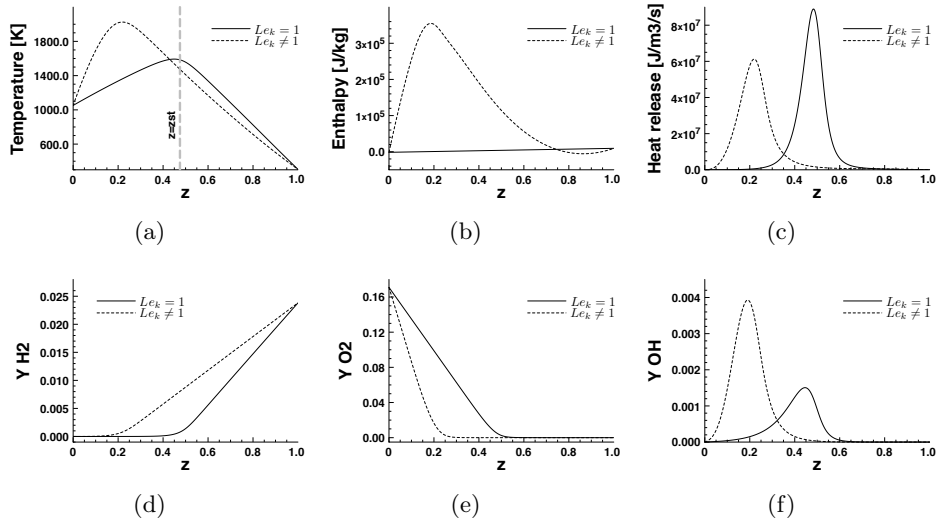 Temperature [K]
1800.0
1400.0
1000.0
600.0
Le_k = 1
Le_k ≠ 1
z=zst
0 0.2 0.4 0.6 0.8 1.0
z
(a)
Enthalpy [J/kg]
3x10^5
2x10^5
1x10^5
0.0
Le_k = 1
Le_k ≠ 1
0 0.2 0.4 0.6 0.8 1.0
z
(b)
Heat release [J/m3/s]
8x10^7
6x10^7
4x10^7
2x10^7
0
Le_k = 1
Le_k ≠ 1
0.0 0.2 0.4 0.6 0.8 1.0
z
(c)
Y H2
0.025
0.020
0.015
0.010
0.005
0.000
Le_k = 1
Le_k ≠ 1
0 0.2 0.4 0.6 0.8 1.0
z
(d)
Y O2
0.16
0.12
0.08
0.04
0.00
Le_k = 1
Le_k ≠ 1
0 0.2 0.4 0.6 0.8 1.0
z
(e)
Y OH
0.004
0.003
0.002
0.001
0.000
Le_k = 1
Le_k ≠ 1
0.0 0.2 0.4 0.6 0.8 1.0
z
(f)